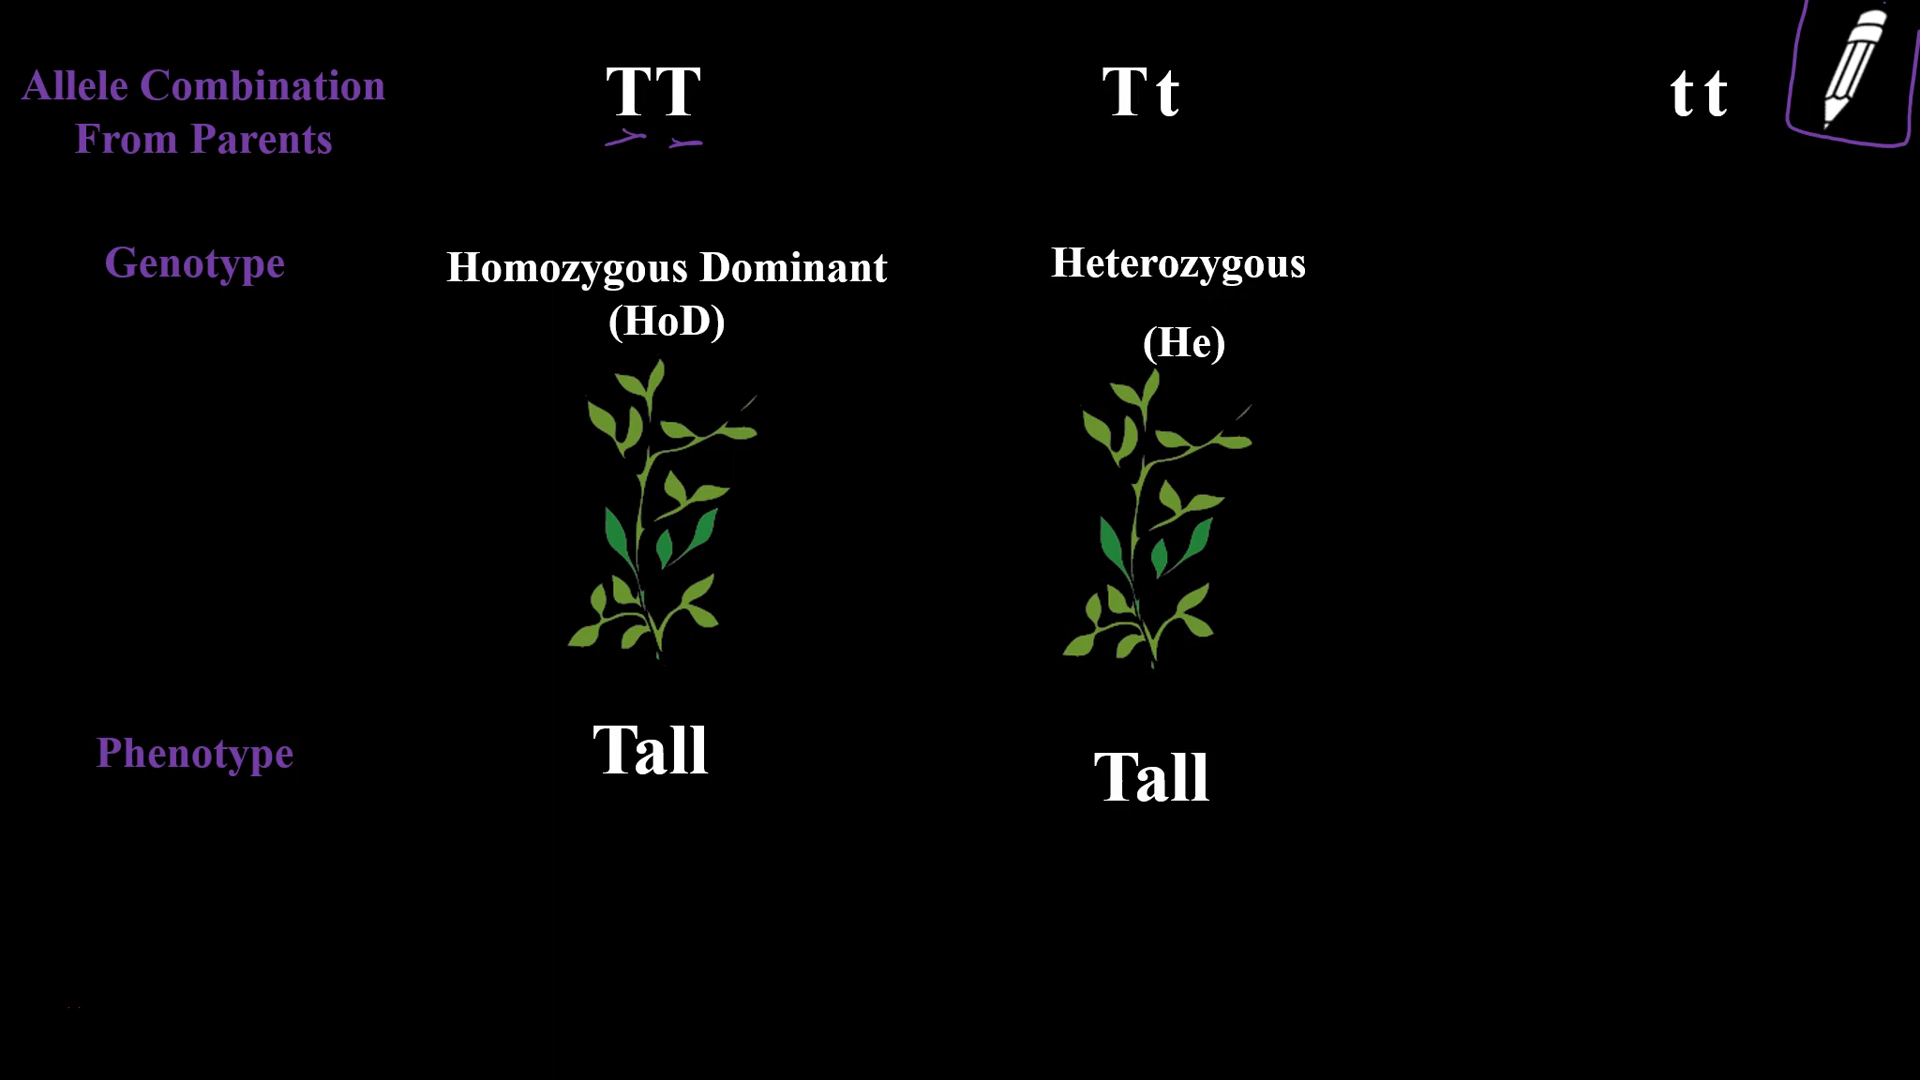 Allele Combination
From Parents
TT
Tt
tt
Genotype
Homozygous Dominant
(HoD)
Heterozygous
(He)
Phenotype
Tall
Tall